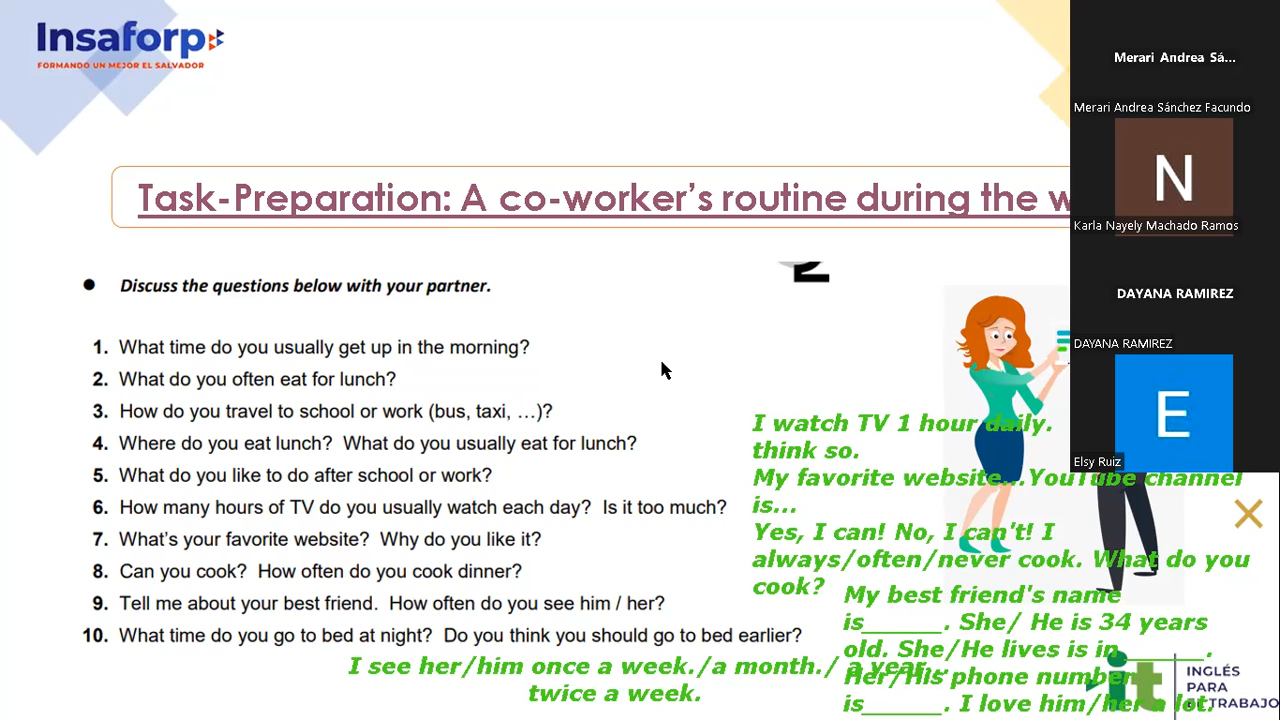 Insaforp
FORMANDO UN MEJOR EL SALVADOR
Task-Preparation: A co-worker's routine during the w
2
Discuss the questions below with your partner.
1. What time do you usually get up in the morning?
2. What do you often eat for lunch?
3. How do you travel to school or work (bus, taxi, …)?
4. Where do you eat lunch? What do you usually eat for lunch?
5. What do you like to do after school or work?
6. How many hours of TV do you usually watch each day? Is it too much?
7. What's your favorite website? Why do you like it?
8. Can you cook? How often do you cook dinner?
9. Tell me about your best friend. How often do you see him / her?
10. What time do you go to bed at night? Do you think you should go to bed earlier?
I watch TV 1 hour daily.
think so.
My favorite website...YouTube channel
is...
Yes, I can! No, I can't! I
always/often/never cook. What do you
cook?
My best friend's name
is______. She/ He is 34 years
old. She/He lives is in______.
Her/His phone number
is______. I love him/her a lot.
I see her/him once a week./a month./ a year...
twice a week.
Merari Andrea Sá...
Merari Andrea Sánchez Facundo
N
Karla Nayely Machado Ramos
DAYANA RAMIREZ
DAYANA RAMIREZ
E
Elsy Ruiz
it
INGLÉS
PARA
EL TRABAJO